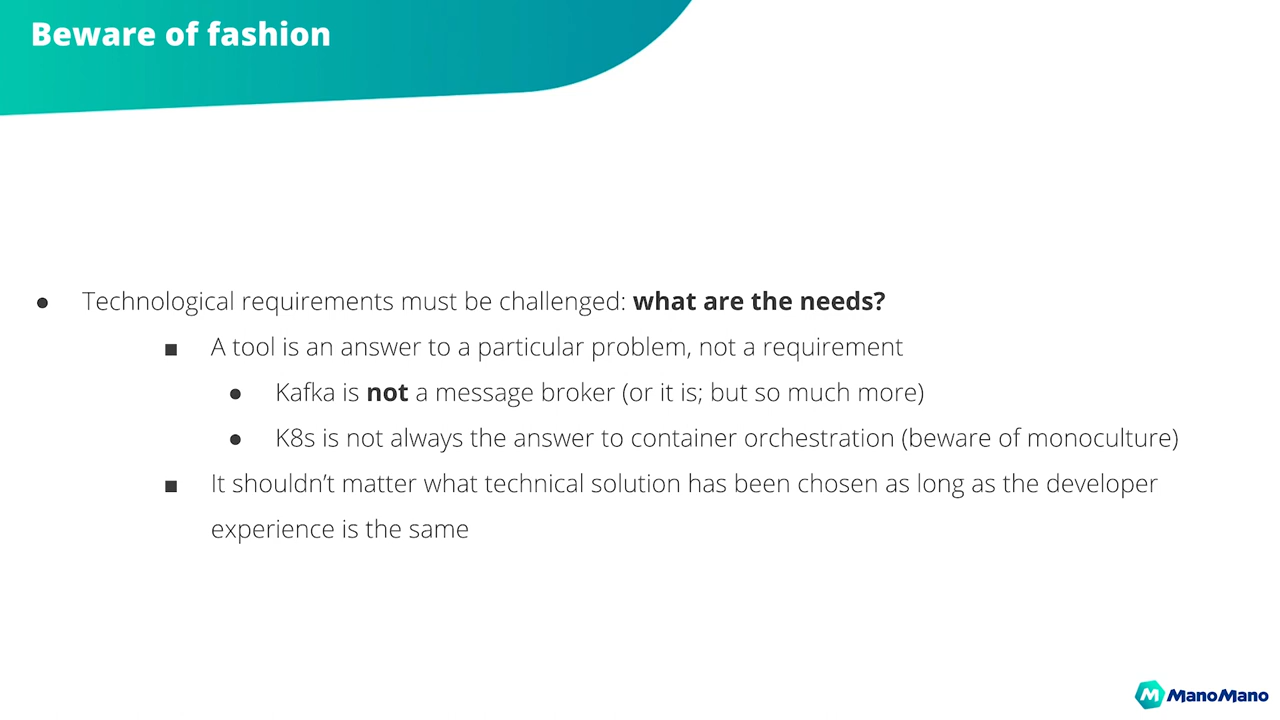 Beware of fashion
● Technological requirements must be challenged: what are the needs?
■ A tool is an answer to a particular problem, not a requirement
● Kafka is not a message broker (or it is; but so much more)
● K8s is not always the answer to container orchestration (beware of monoculture)
■ It shouldn’t matter what technical solution has been chosen as long as the developer
experience is the same
M ManoMano